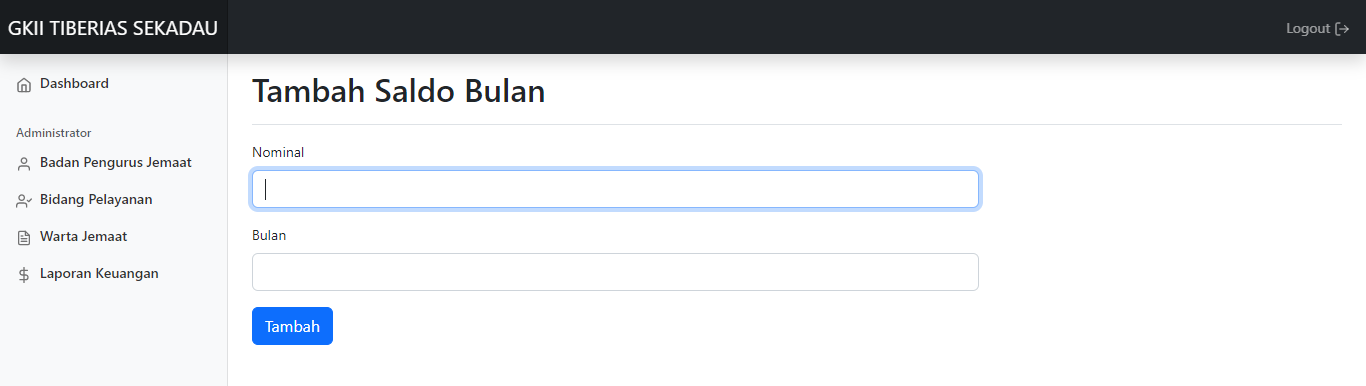 GKII TIBERIAS SEKADAU
Logout
Dashboard
Administrator
Badan Pengurus Jemaat
Bidang Pelayanan
Warta Jemaat
Laporan Keuangan
Tambah Saldo Bulan
Nominal
Bulan
Tambah